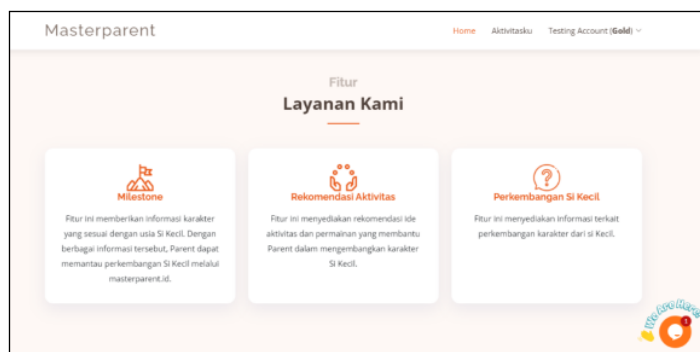 Masterparent
Home Aktivitasku Testing Account (Gold)
Fitur
Layanan Kami
Milestone
Fitur ini memberikan informasi karakter
yang sesuai dengan usia Si Kecil. Dengan
berbagai informasi tersebut, Parent dapat
memantau perkembangan Si Kecil melalui
masterparent.id.
Rekomendasi Aktivitas
Fitur ini menyediakan rekomendasi ide
aktivitas dan permainan yang membantu
Parent dalam mengembangkan karakter
Si Kecil.
Perkembangan Si Kecil
Fitur ini menyediakan informasi terkait
perkembangan karakter dari si Kecil.
We Are Here
1